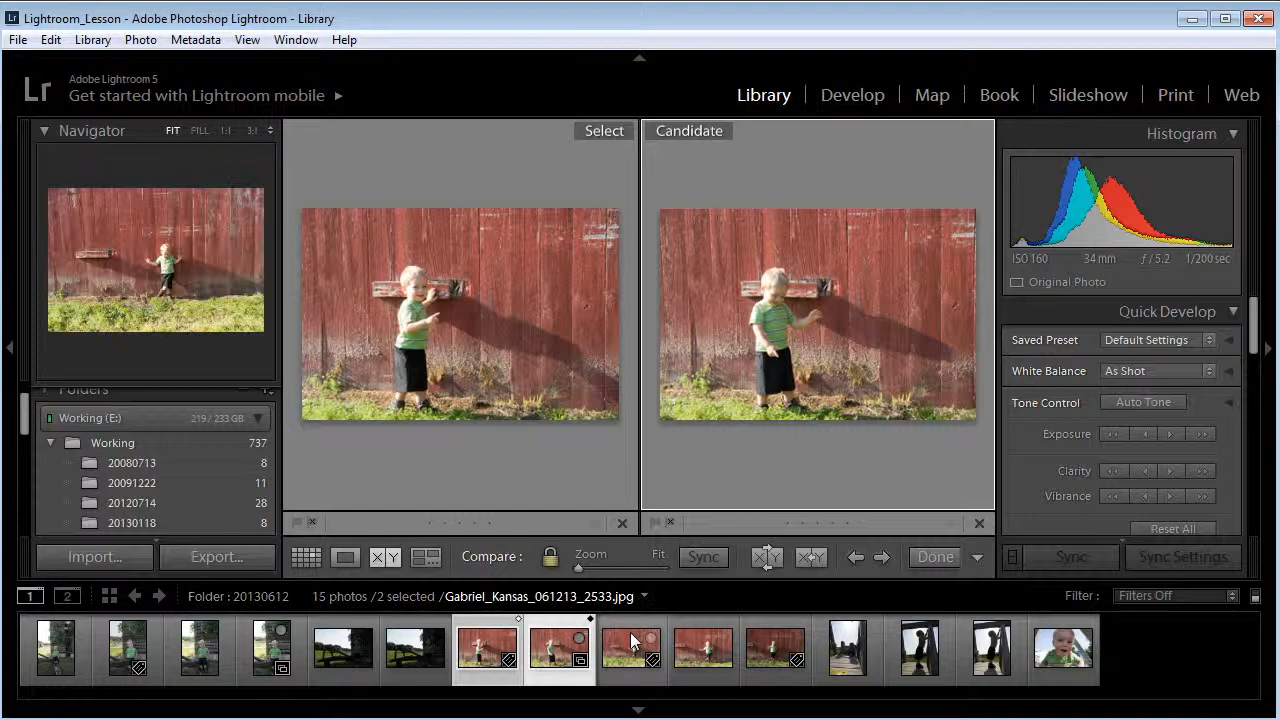 Lightroom_Lesson - Adobe Photoshop Lightroom - Library
File Edit Library Photo Metadata View Window Help
Lr Adobe Lightroom 5
Get started with Lightroom mobile
Library Develop Map Book Slideshow Print Web
Navigator FIT FILL 1:1 3:1
Select
Candidate
Histogram
ISO 160 34 mm ƒ / 5.2 1/200 sec
Original Photo
Quick Develop
Saved Preset Default Settings
White Balance As Shot
Tone Control Auto Tone
Exposure
Clarity
Vibrance
Reset All
Folders
Working (E:) 219 / 233 GB
Working 737
20080713 8
20091222 11
20120714 28
20130118 8
Import... Export...
X Y Compare : Zoom Fit Sync X Y X Y Done
Sync Sync Settings
1 2 Folder : 20130612 15 photos /2 selected /Gabriel_Kansas_061213_2533.jpg
Filter : Filters Off